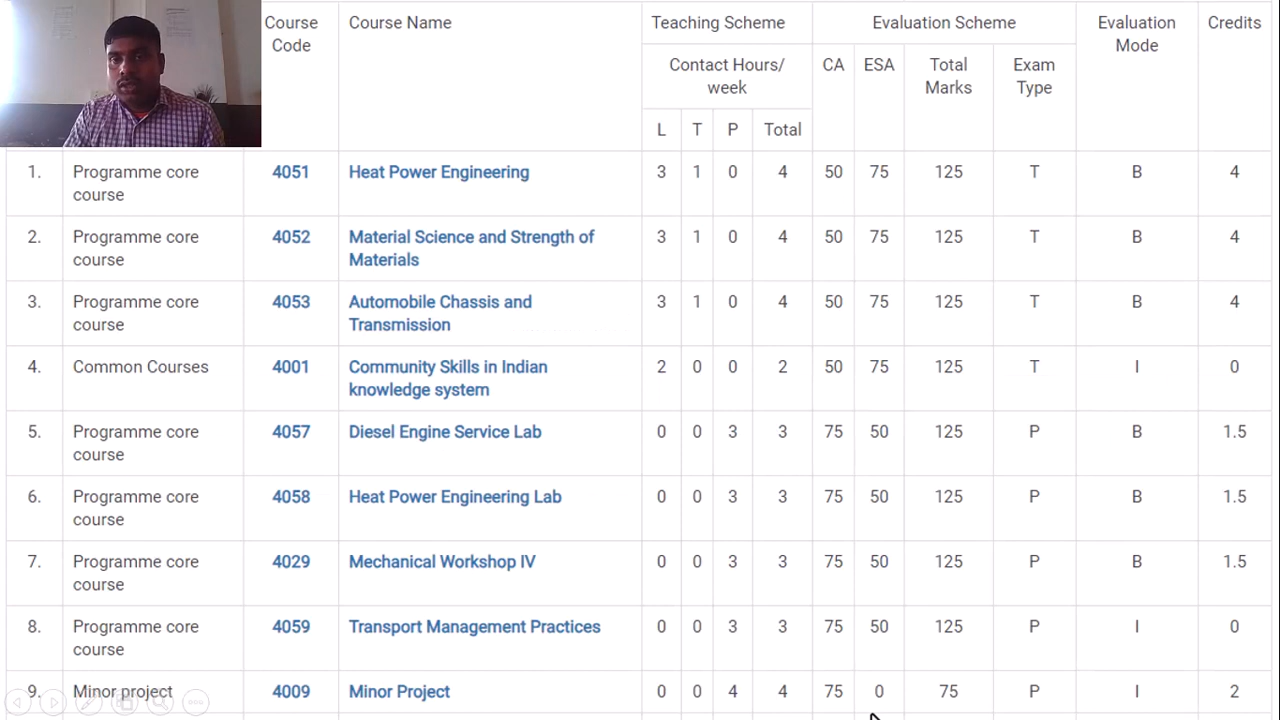 Course Code Course Name Teaching Scheme Evaluation Scheme Evaluation Mode Credits
Contact Hours/ week CA ESA Total Marks Exam Type
L T P Total
1. Programme core course 4051 Heat Power Engineering 3 1 0 4 50 75 125 T B 4
2. Programme core course 4052 Material Science and Strength of Materials 3 1 0 4 50 75 125 T B 4
3. Programme core course 4053 Automobile Chassis and Transmission 3 1 0 4 50 75 125 T B 4
4. Common Courses 4001 Community Skills in Indian knowledge system 2 0 0 2 50 75 125 T I 0
5. Programme core course 4057 Diesel Engine Service Lab 0 0 3 3 75 50 125 P B 1.5
6. Programme core course 4058 Heat Power Engineering Lab 0 0 3 3 75 50 125 P B 1.5
7. Programme core course 4029 Mechanical Workshop IV 0 0 3 3 75 50 125 P B 1.5
8. Programme core course 4059 Transport Management Practices 0 0 3 3 75 50 125 P I 0
9. Minor project 4009 Minor Project 0 0 4 4 75 0 75 P I 2